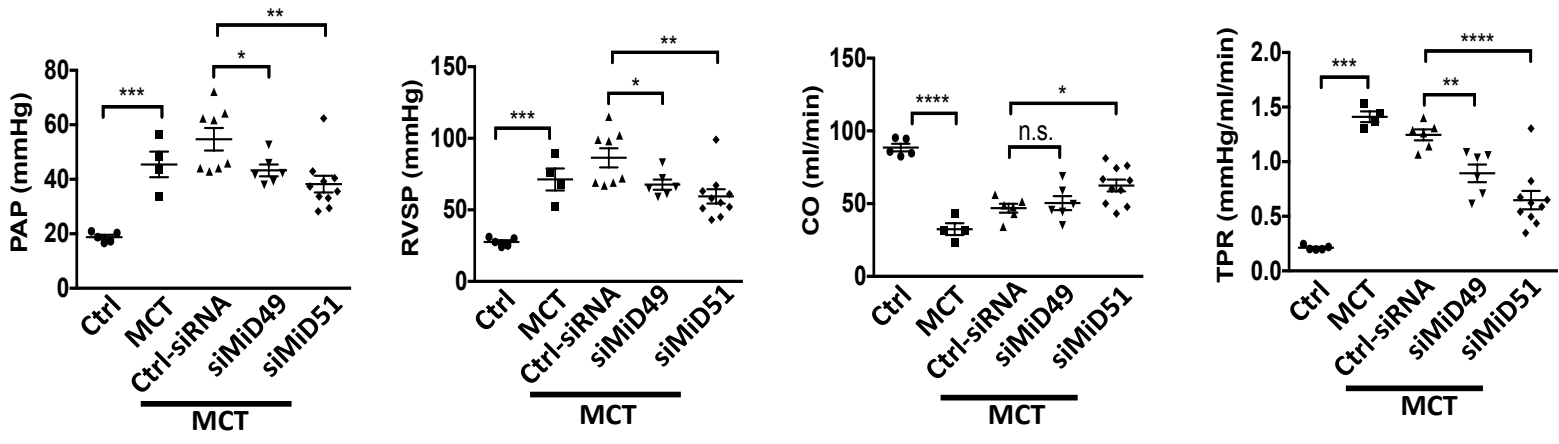 PAP (mmHg)
80
60
40
20
0
***
*
**
Ctrl
MCT
Ctrl-siRNA
siMiD49
siMiD51
MCT
RVSP (mmHg)
150
100
50
0
***
*
**
Ctrl
MCT
Ctrl-siRNA
siMiD49
siMiD51
MCT
CO (ml/min)
150
100
50
0
****
n.s.
*
Ctrl
MCT
Ctrl-siRNA
siMiD49
siMiD51
MCT
TPR (mmHg/ml/min)
2.0
1.5
1.0
0.5
0.0
***
**
****
Ctrl
MCT
Ctrl-siRNA
siMiD49
siMiD51
MCT